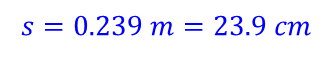 s = 0.239 m = 23.9 cm